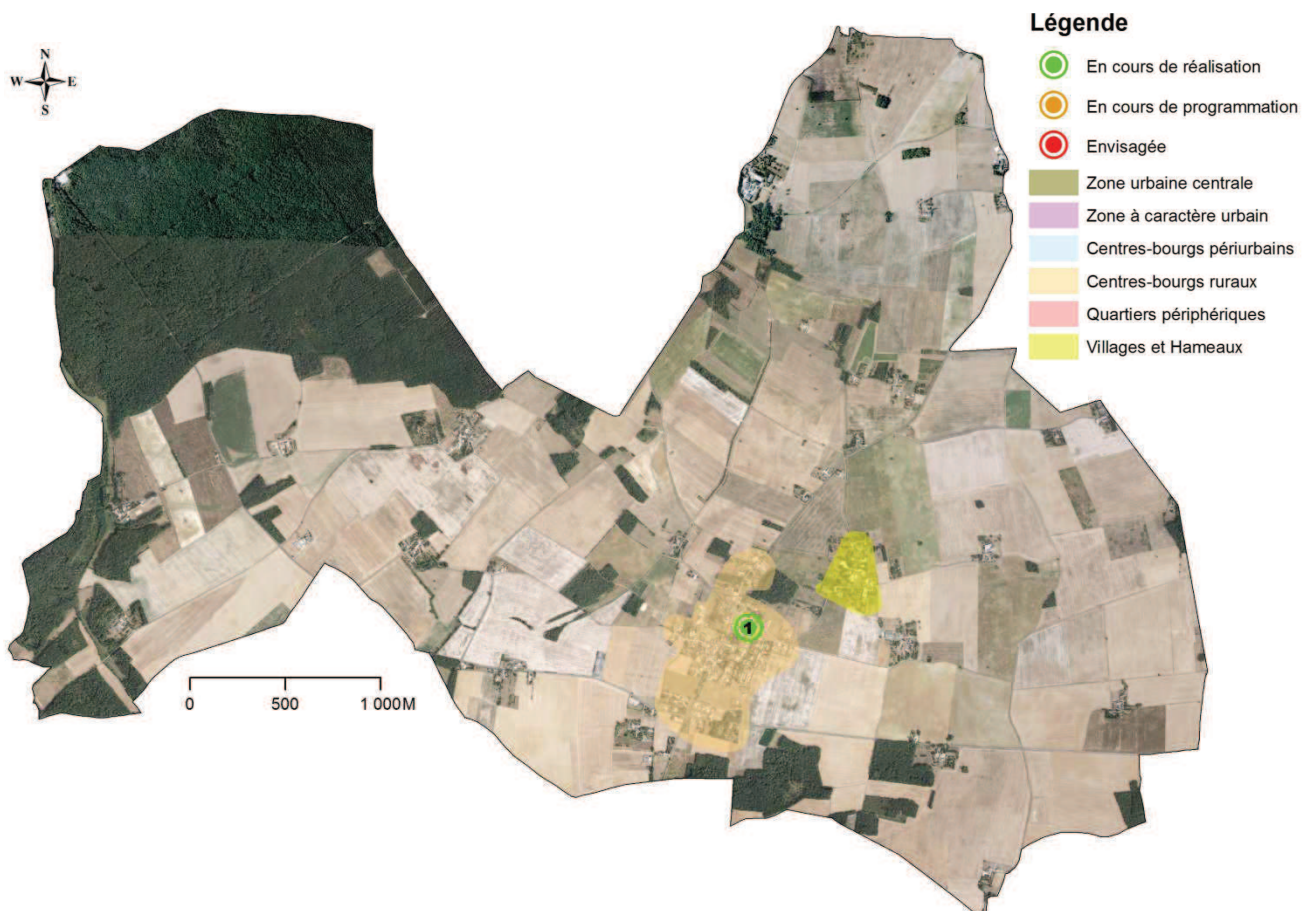 N
W E
S
Légende
En cours de réalisation
En cours de programmation
Envisagée
Zone urbaine centrale
Zone à caractère urbain
Centres-bourgs périurbains
Centres-bourgs ruraux
Quartiers périphériques
Villages et Hameaux
1
0 500 1 000M